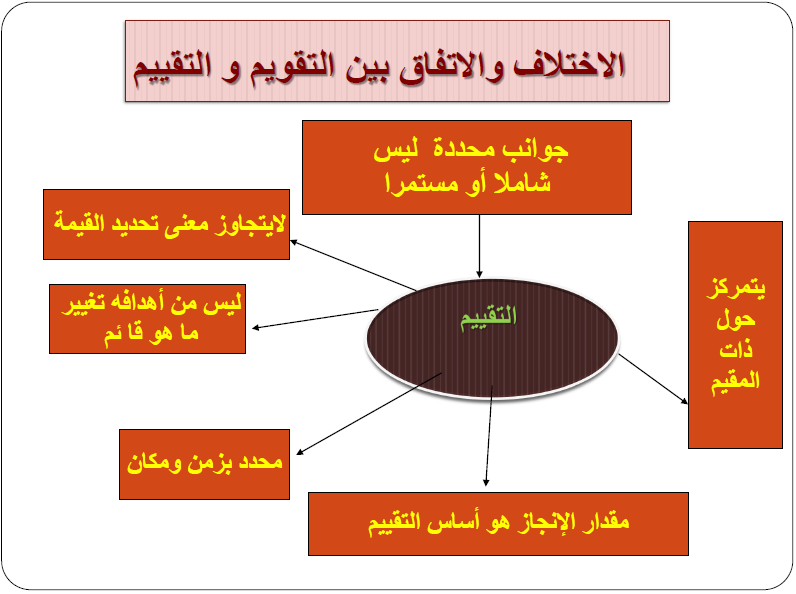 الاختلاف والاتفاق بين التقويم و التقييم
جوانب محددة ليس
شاملا أو مستمرا
لايتجاوز معنى تحديد القيمة
يتمركز
حول
ذات
المقيم
ليس من أهدافه تغيير
ما هو قا ئم
التقييم
محدد بزمن ومكان
مقدار الإنجاز هو أساس التقييم